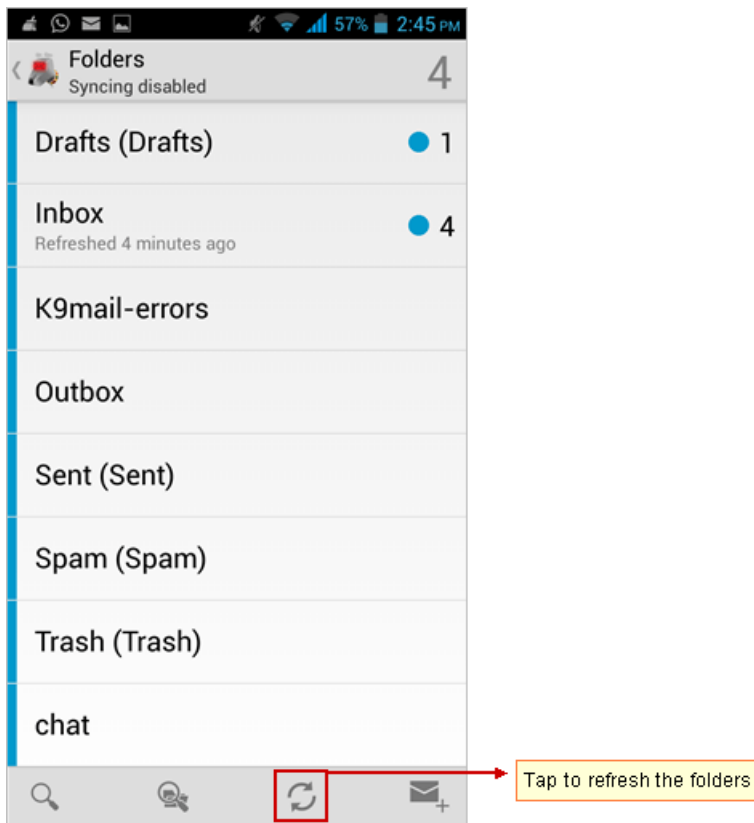 57% 2:45 PM
Folders
Syncing disabled
4
Drafts (Drafts)
1
Inbox
Refreshed 4 minutes ago
4
K9mail-errors
Outbox
Sent (Sent)
Spam (Spam)
Trash (Trash)
chat
Tap to refresh the folders